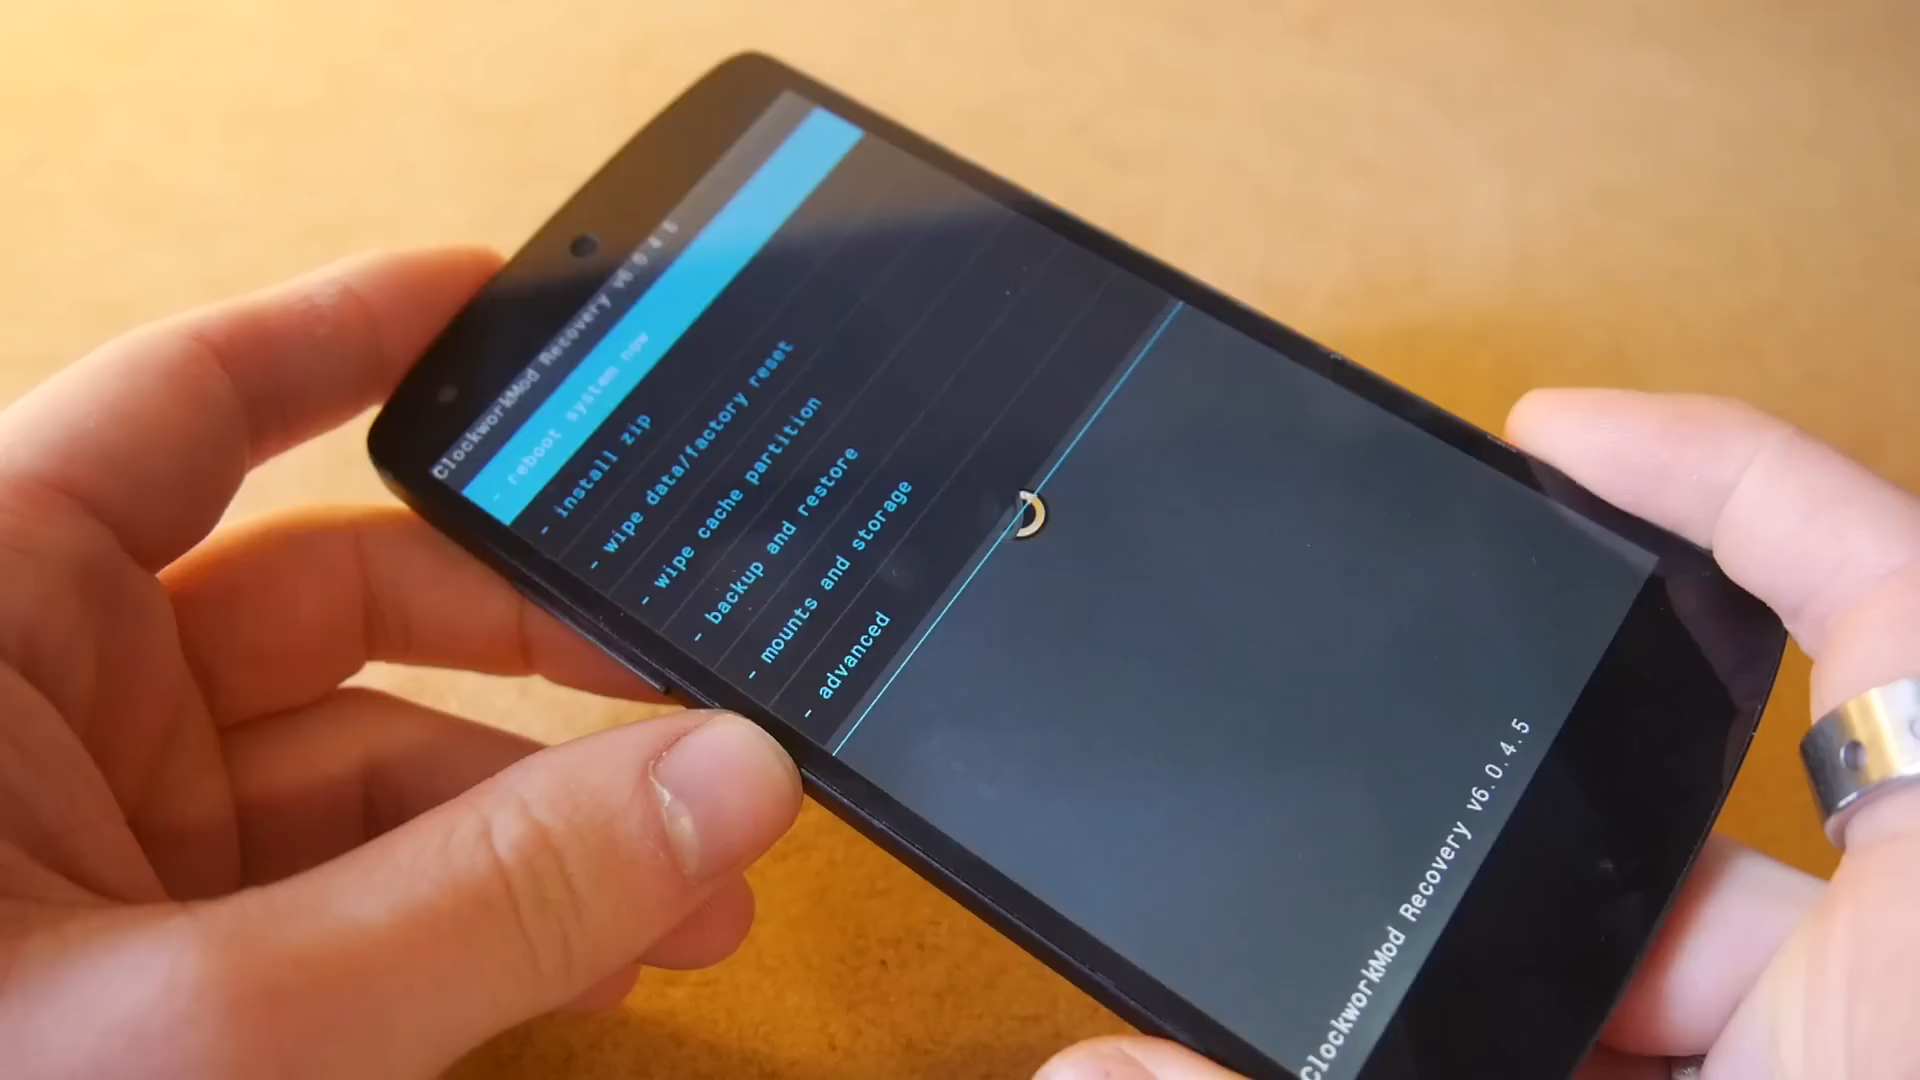 ClockworkMod Recovery v6.0.4.5
- reboot system now
- install zip
- wipe data/factory reset
- wipe cache partition
- backup and restore
- mounts and storage
- advanced
ClockworkMod Recovery v6.0.4.5